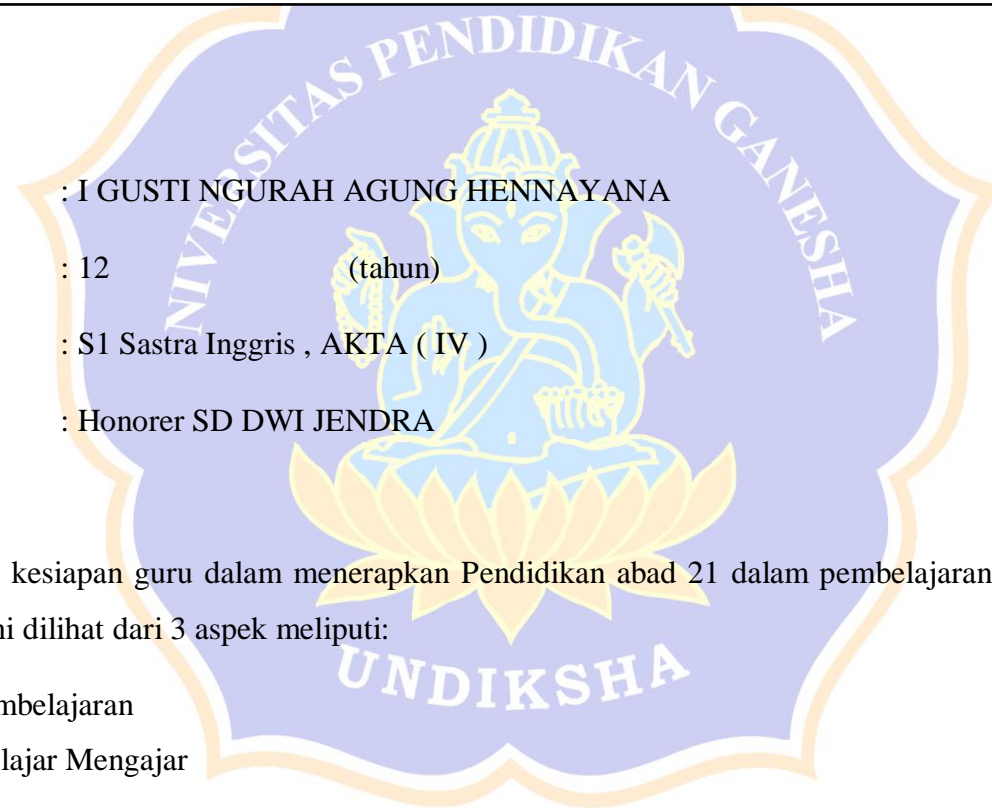 UNIVERSITAS PENDIDIKAN GANESHA
: I GUSTI NGURAH AGUNG HENNAYANA
: 12 (tahun)
: S1 Sastra Inggris , AKTA ( IV )
: Honorer SD DWI JENDRA
kesiapan guru dalam menerapkan Pendidikan abad 21 dalam pembelajaran
dilihat dari 3 aspek meliputi:
UNDIKSHA
mbelajaran
lajar Mengajar